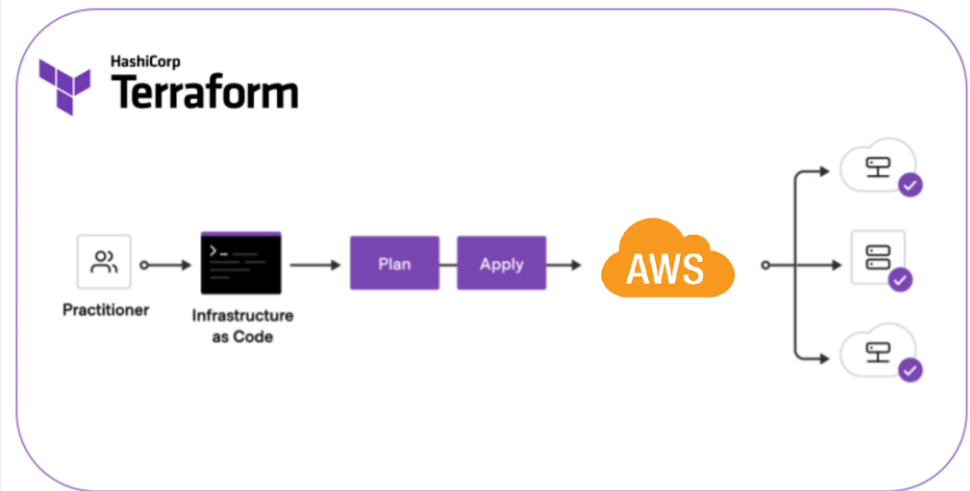 HashiCorp
Terraform
Practitioner
>_
Infrastructure
as Code
Plan
Apply
AWS